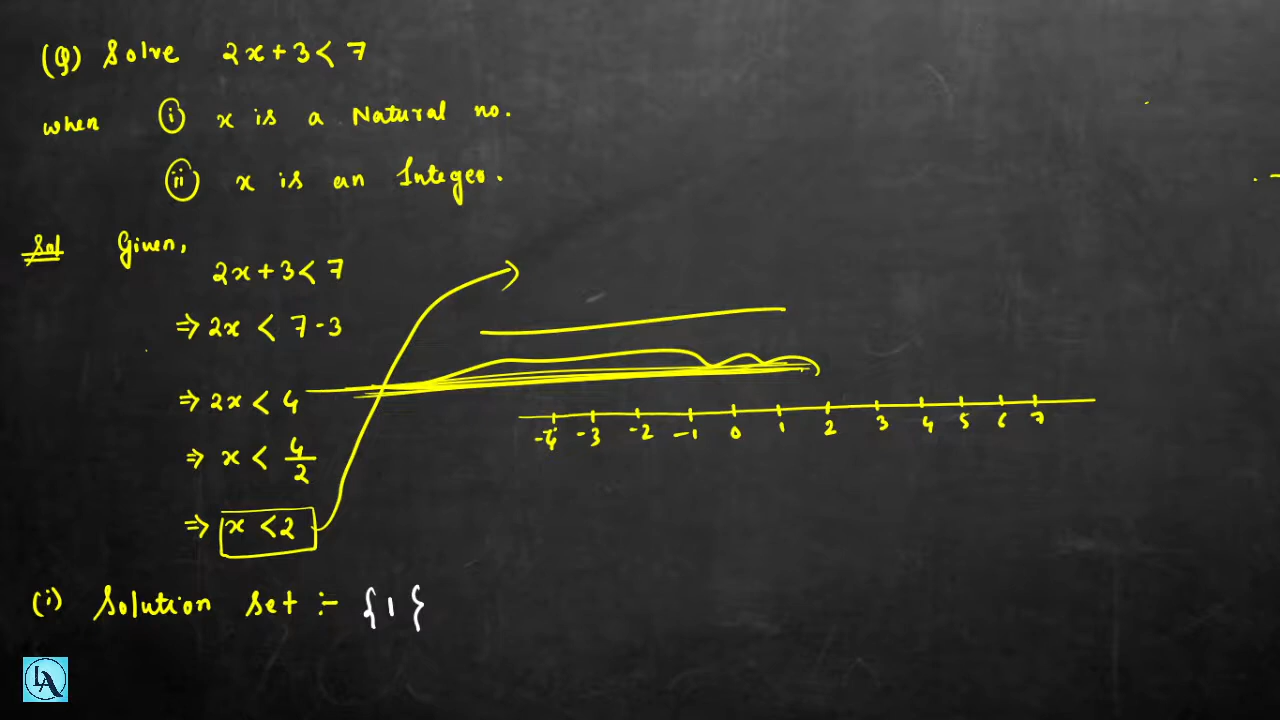 (Q) Solve 2x + 3 < 7
when (i) x is a Natural no.
(ii) x is an Integer.
Sol Given,
2x + 3 < 7
⇒ 2x < 7 - 3
⇒ 2x < 4
⇒ x < 4/2
⇒ x < 2
-4 -3 -2 -1 0 1 2 3 4 5 6 7
(i) Solution set :- {1}
LA